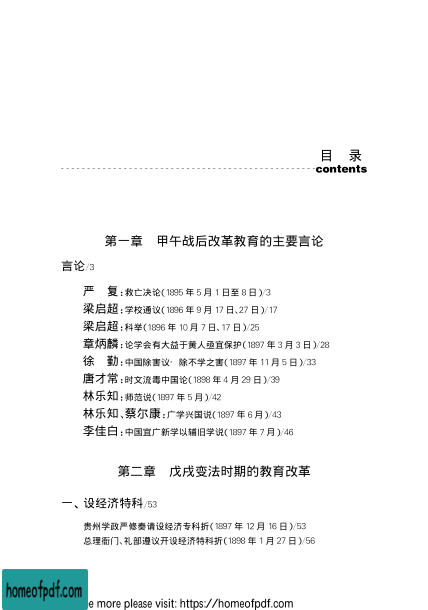 目 录
contents
第一章 甲午战后改革教育的主要言论
言论/3
严 复：救亡决论(1895 年 5 月 1 日至 8 日)/3
梁启超：学校通议(1896 年 9 月 17 日、27 日)/17
梁启超：科举(1896 年 10 月 7 日、17 日)/25
章炳麟：论学会有大益于黄人亟宜保护(1897 年 3 月 3 日)/28
徐 勤：中国除害议·除不学之害(1897 年 11 月 5 日)/33
唐才常：时文流毒中国论(1898 年 4 月 29 日)/39
林乐知：师范说(1897 年 5 月)/42
林乐知、蔡尔康：广学兴国说(1897 年 6 月)/43
李佳白：中国宜广新学以辅旧学说(1897 年 7 月)/46
第二章 戊戌变法时期的教育改革
一、设经济特科/53
贵州学政严修奏请设经济专科折(1897 年 12 月 16 日)/53
总理衙门、礼部遵议开设经济特科折(1898 年 1 月 27 日)/56
homeofpdf.com
e more please visit: https://homeofpdf.com